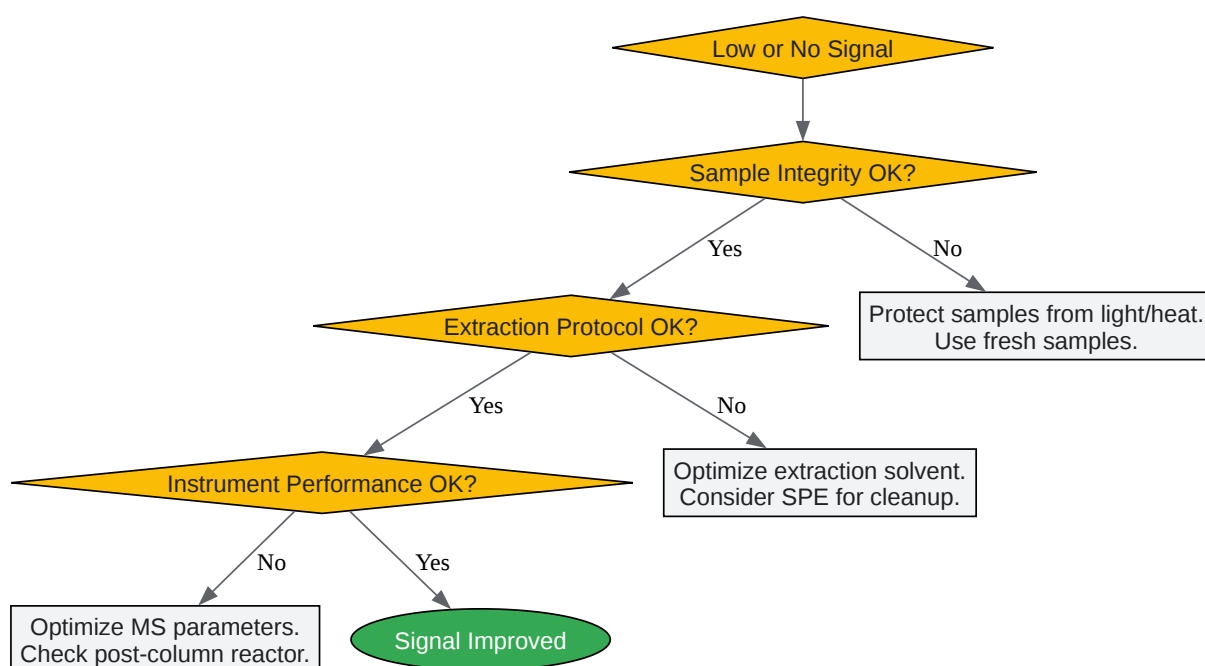 Low or No Signal
Sample Integrity OK?
Yes
No
Extraction Protocol OK?
Protect samples from light/heat.
Use fresh samples.
Yes
No
Instrument Performance OK?
Optimize extraction solvent.
Consider SPE for cleanup.
No
Yes
Optimize MS parameters.
Check post-column reactor.
Signal Improved